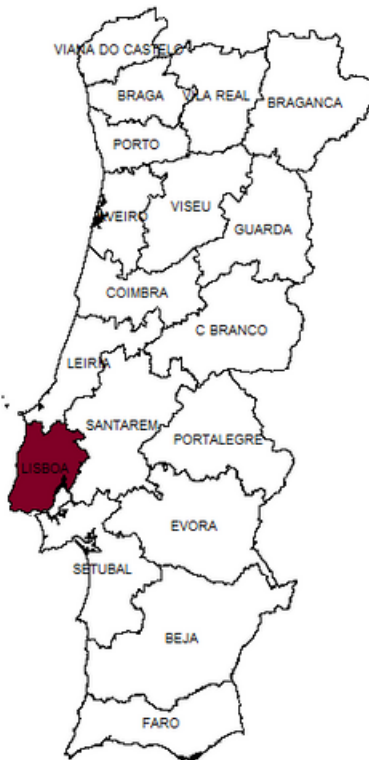 VIANA DO CASTELO
BRAGA
VILA REAL
BRAGANCA
PORTO
AVEIRO
VISEU
GUARDA
COIMBRA
C BRANCO
LEIRIA
SANTAREM
PORTALEGRE
LISBOA
EVORA
SETUBAL
BEJA
FARO